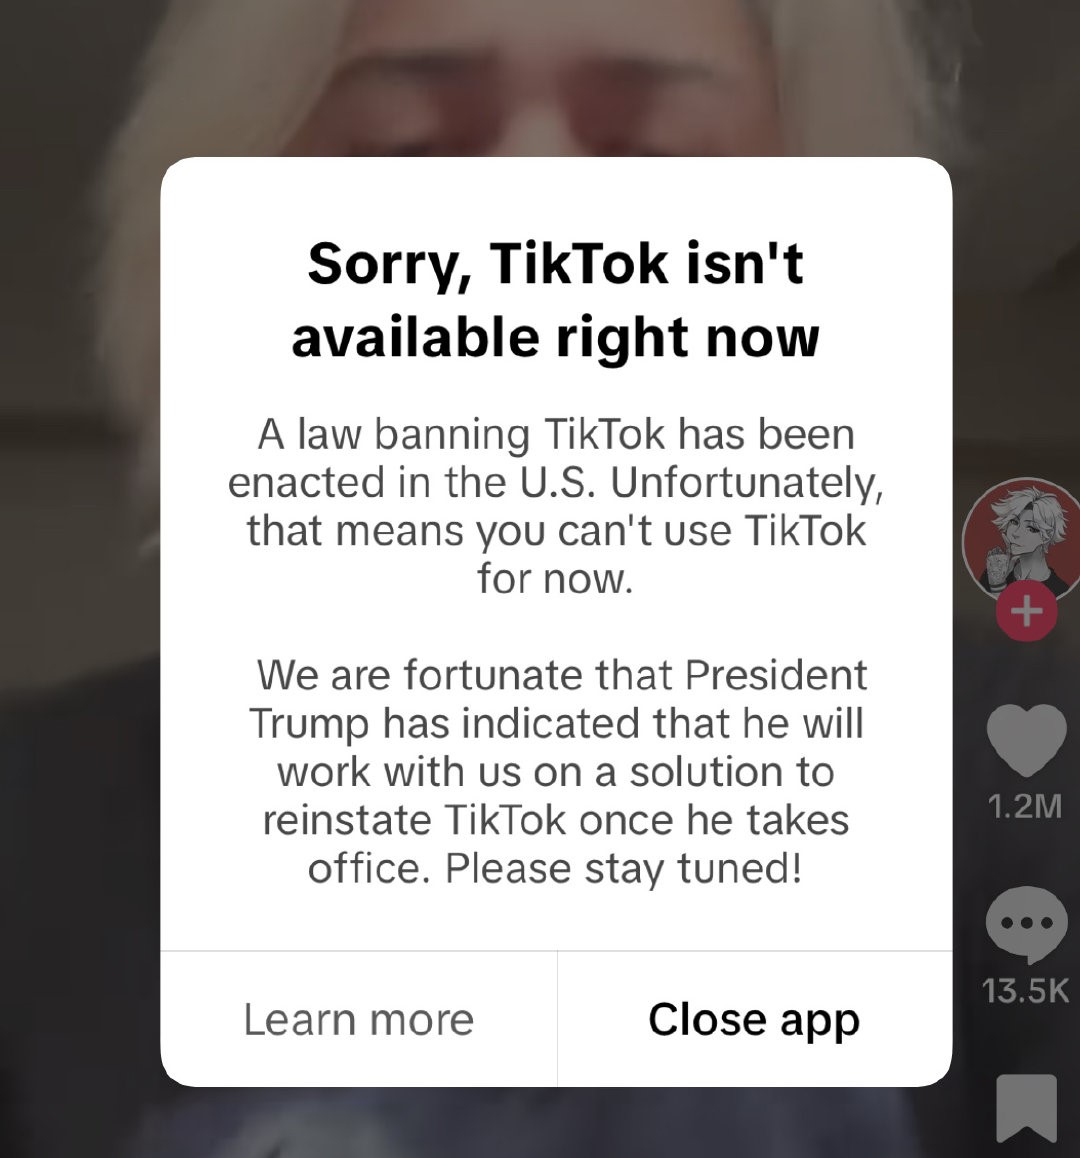 Sorry, TikTok isn't
available right now
A law banning TikTok has been
enacted in the U.S. Unfortunately,
that means you can't use TikTok
for now.
We are fortunate that President
Trump has indicated that he will
work with us on a solution to
reinstate TikTok once he takes
office. Please stay tuned!
Learn more
Close app
1.2M
13.5K